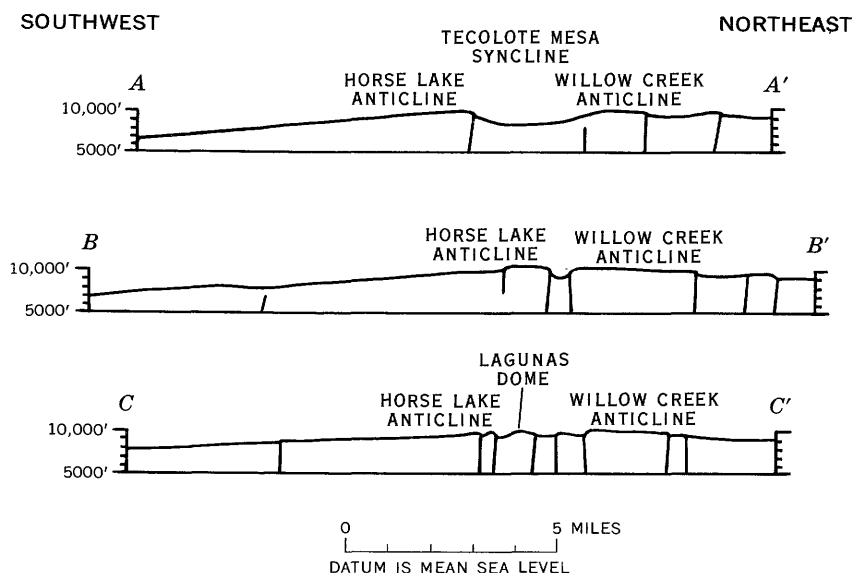 SOUTHWEST
NORTHEAST
TECOLOTE MESA
SYNCLINE
A
HORSE LAKE
ANTICLINE
WILLOW CREEK
ANTICLINE
A'
10,000'
5000'
B
HORSE LAKE
ANTICLINE
WILLOW CREEK
ANTICLINE
B'
10,000'
5000'
LAGUNAS
DOME
C
HORSE LAKE
ANTICLINE
WILLOW CREEK
ANTICLINE
C'
10,000'
5000'
0 5 MILES
DATUM IS MEAN SEA LEVEL